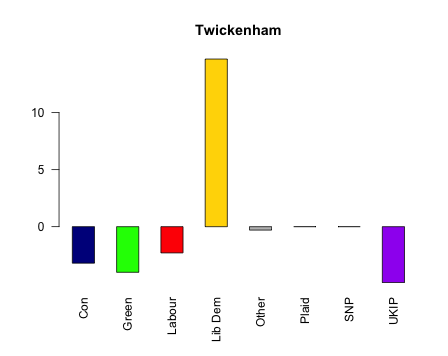 Twickenham
10
5
0
Con
Green
Labour
Lib Dem
Other
Plaid
SNP
UKIP